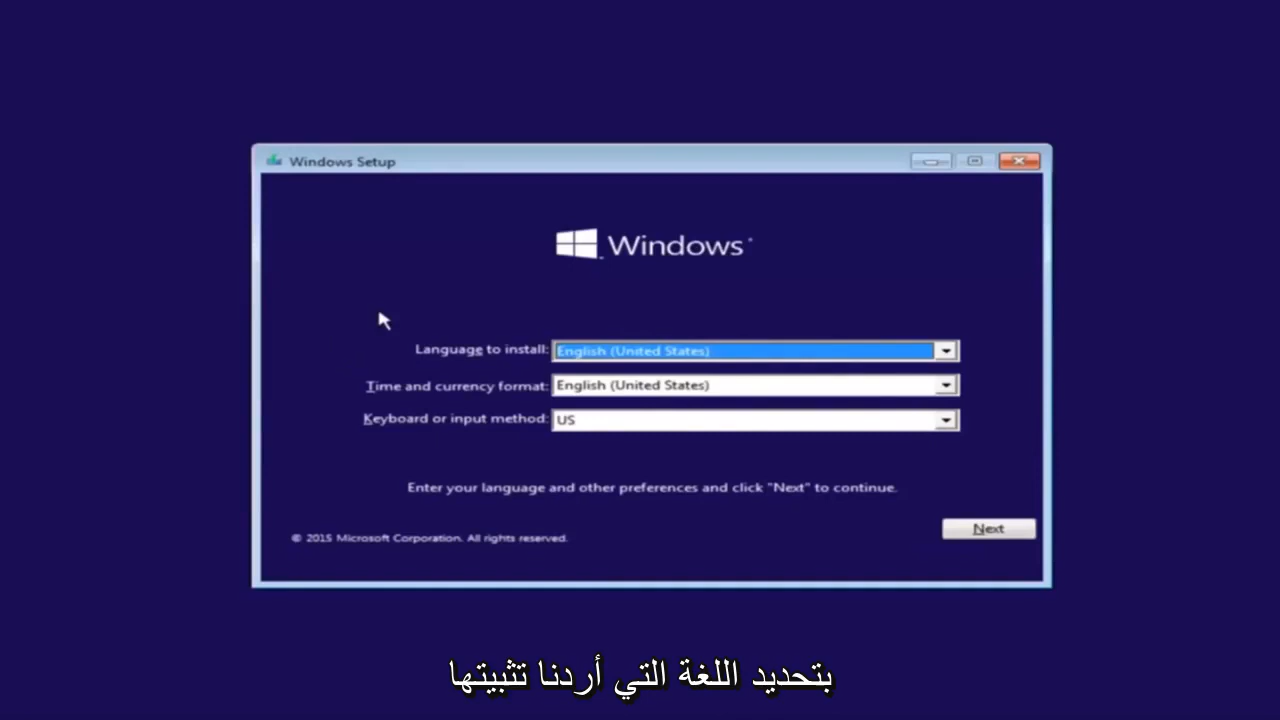 Windows Setup
Windows
Language to install: English (United States)
Time and currency format: English (United States)
Keyboard or input method: US
Enter your language and other preferences and click "Next" to continue.
Next
© 2015 Microsoft Corporation. All rights reserved.
بتحديد اللغة التي أردنا تثبيتها